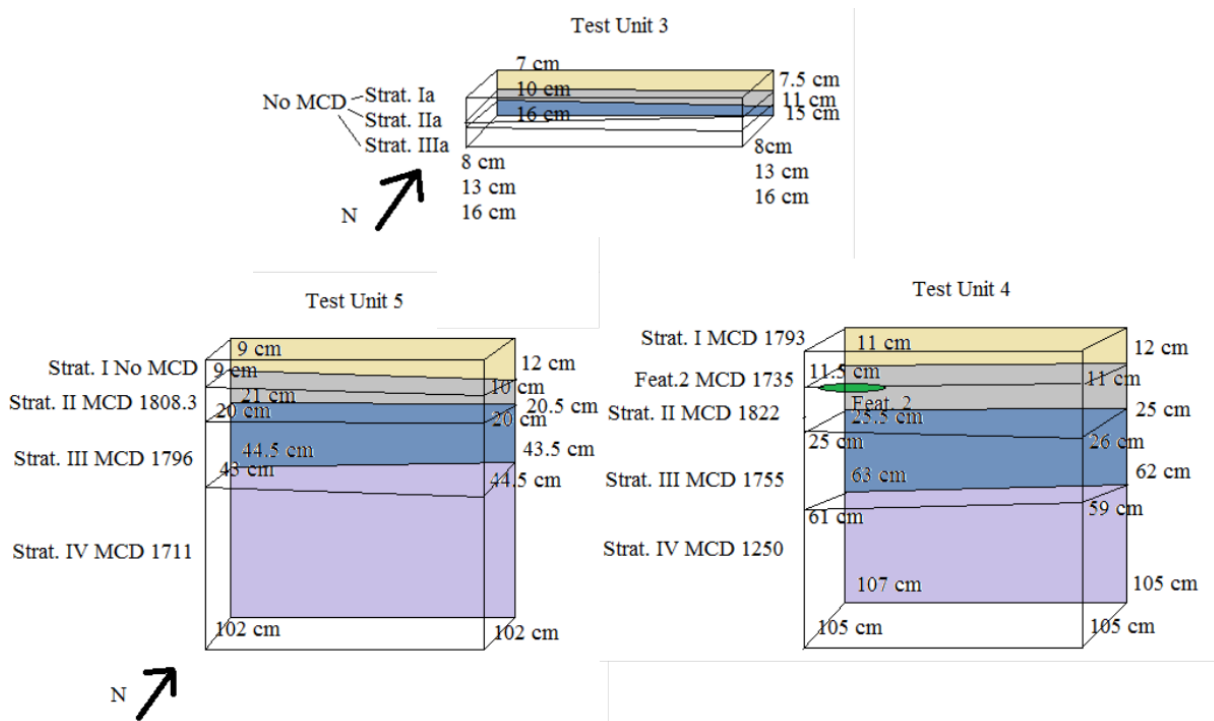 Test Unit 3
7 cm
7.5 cm
No MCD
Strat. Ia
10 cm
11 cm
Strat. IIa
16 cm
15 cm
Strat. IIIa
8 cm
13 cm
16 cm
8cm
13 cm
16 cm
N
Test Unit 5
9 cm
12 cm
Strat. I No MCD
9 cm
10 cm
21 cm
Strat. II MCD 1808.3
20 cm
20.5 cm
20 cm
44.5 cm
43.5 cm
Strat. III MCD 1796
43 cm
44.5 cm
Strat. IV MCD 1711
102 cm
102 cm
N
Test Unit 4
Strat. I MCD 1793
11 cm
12 cm
11.5 cm
11 cm
Feat.2 MCD 1735
Feat. 2
Strat. II MCD 1822
25.5 cm
25 cm
25 cm
26 cm
Strat. III MCD 1755
63 cm
62 cm
61 cm
59 cm
Strat. IV MCD 1250
107 cm
105 cm
105 cm
105 cm